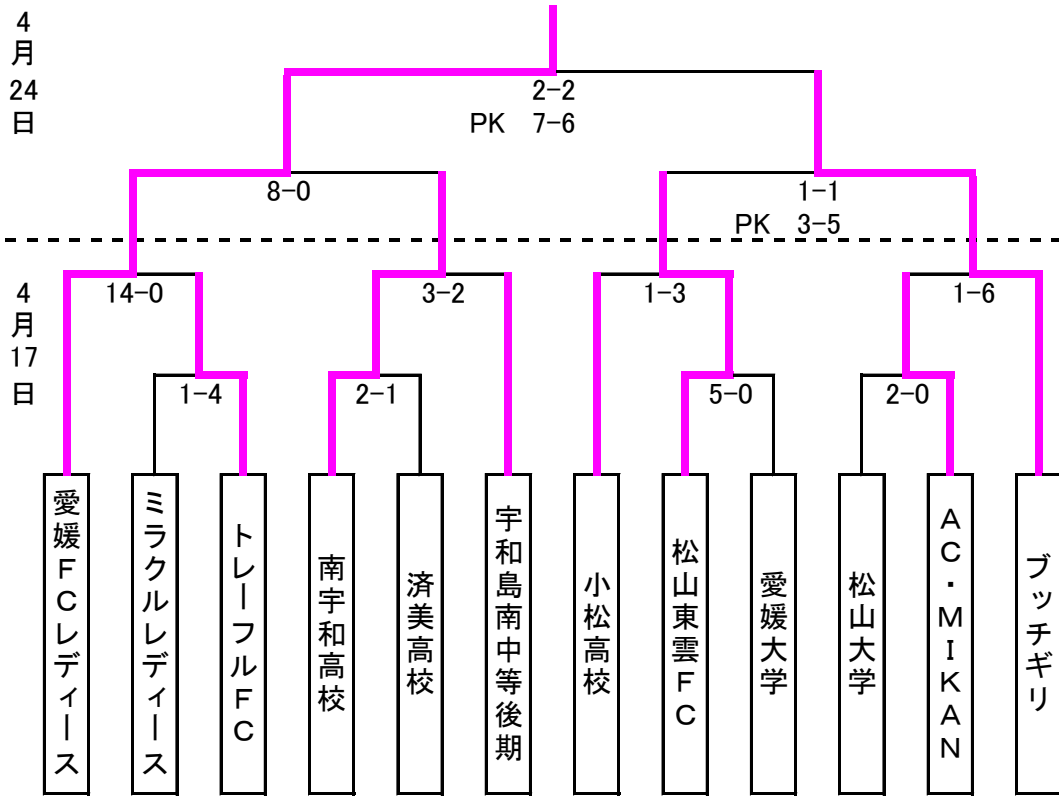 4月24日
2-2
PK 7-6
8-0
1-1
PK 3-5
4月17日
14-0
3-2
1-3
1-6
1-4
2-1
5-0
2-0
愛媛FCレディース
ミラクルレディース
トレーフルFC
南宇和高校
済美高校
宇和島南中等後期
小松高校
松山東雲FC
愛媛大学
松山大学
AC・MIKAN
ブッチギリ